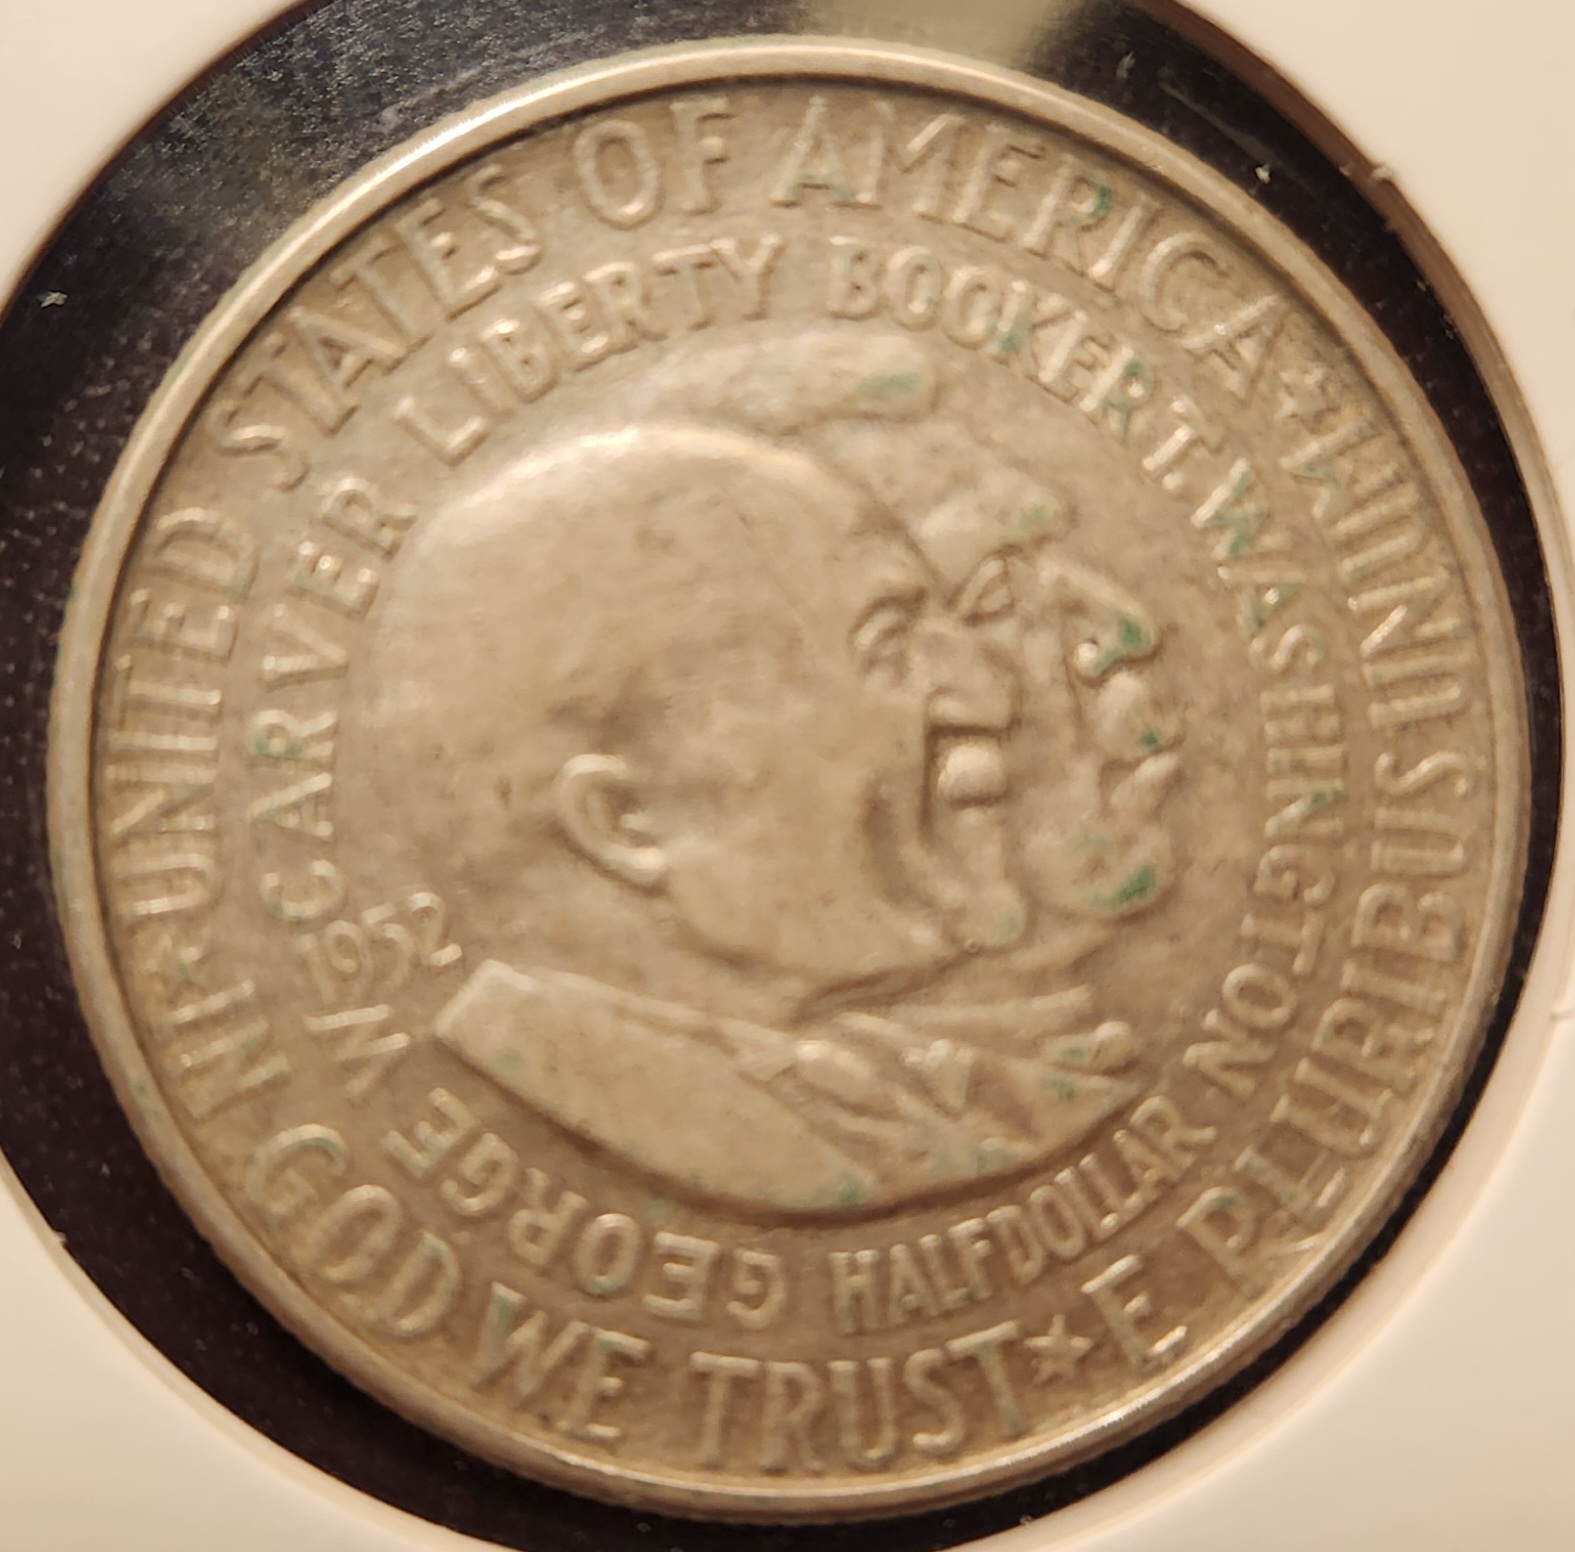 UNITED STATES OF AMERICA ★ E PLURIBUS UNUM ★ IN GOD WE TRUST ★
GEORGE W. CARVER LIBERTY BOOKER T. WASHINGTON
HALF DOLLAR
1952